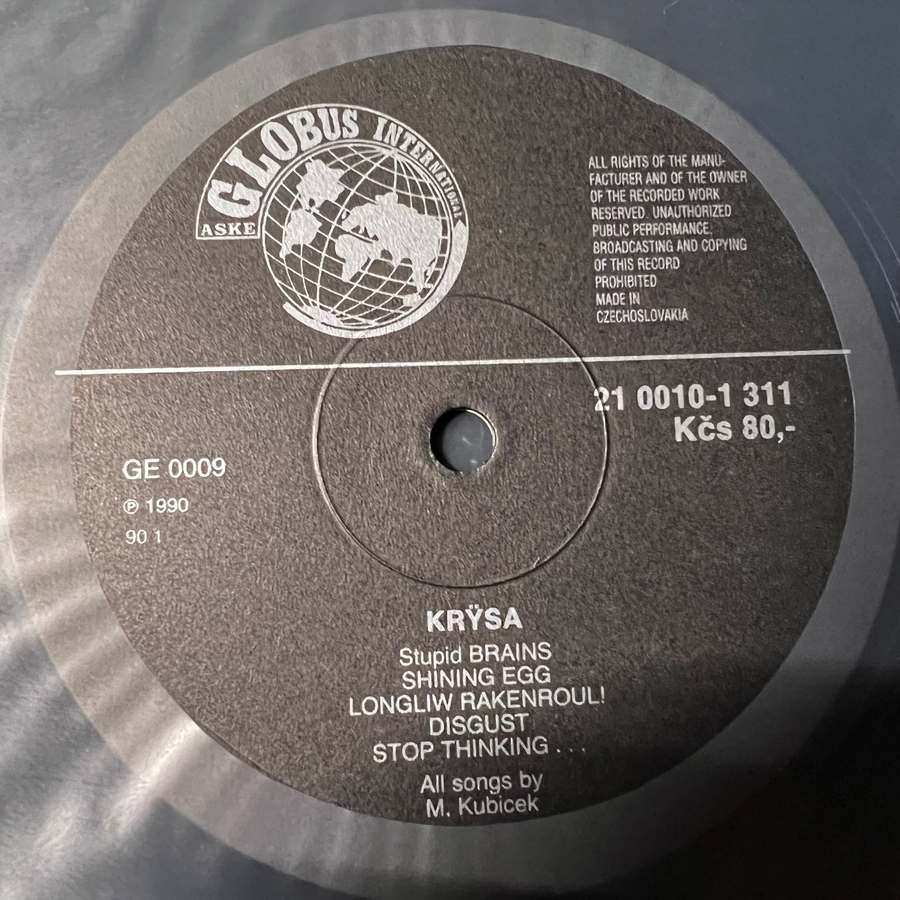 GLOBUS INTERNATIONAL
ASKE
ALL RIGHTS OF THE MANU-
FACTURER AND OF THE OWNER
OF THE RECORDED WORK
RESERVED. UNAUTHORIZED
PUBLIC PERFORMANCE,
BROADCASTING AND COPYING
OF THIS RECORD
PROHIBITED
MADE IN
CZECHOSLOVAKIA
21 0010-1 311
Kčs 80,-
GE 0009
℗ 1990
90 1
KRŸSA
Stupid BRAINS
SHINING EGG
LONGLIW RAKENROUL!
DISGUST
STOP THINKING . . .
All songs by
M. Kubicek